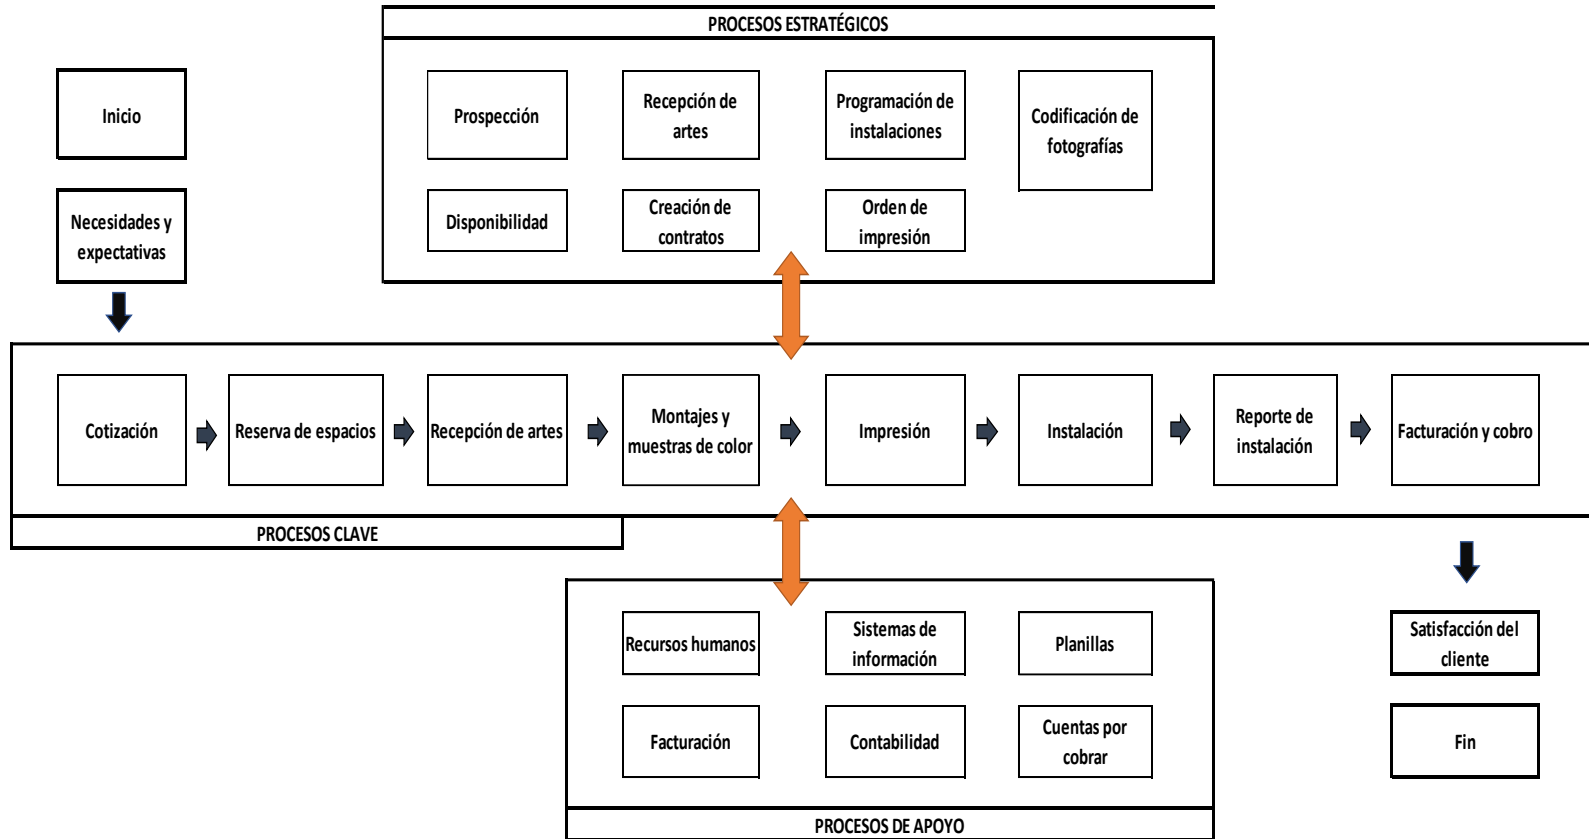 PROCESOS ESTRATÉGICOS
Inicio
Prospección
Recepción de
artes
Programación de
instalaciones
Codificación de
fotografías
Necesidades y
expectativas
Disponibilidad
Creación de
contratos
Orden de
impresión
Cotización
Reserva de espacios
Recepción de artes
Montajes y
muestras de color
Impresión
Instalación
Reporte de
instalación
Facturación y cobro
PROCESOS CLAVE
Recursos humanos
Sistemas de
información
Planillas
Satisfacción del
cliente
Facturación
Contabilidad
Cuentas por
cobrar
Fin
PROCESOS DE APOYO